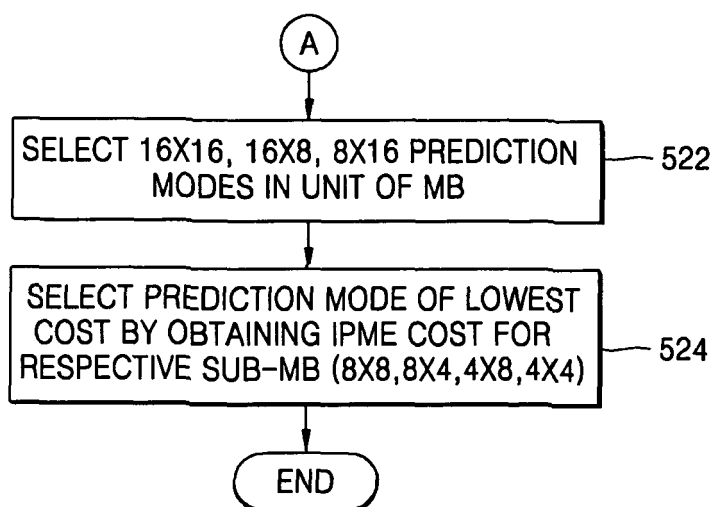 A
SELECT 16X16, 16X8, 8X16 PREDICTION
MODES IN UNIT OF MB
522
SELECT PREDICTION MODE OF LOWEST
COST BY OBTAINING IPME COST FOR
RESPECTIVE SUB-MB (8X8,8X4,4X8,4X4)
524
END